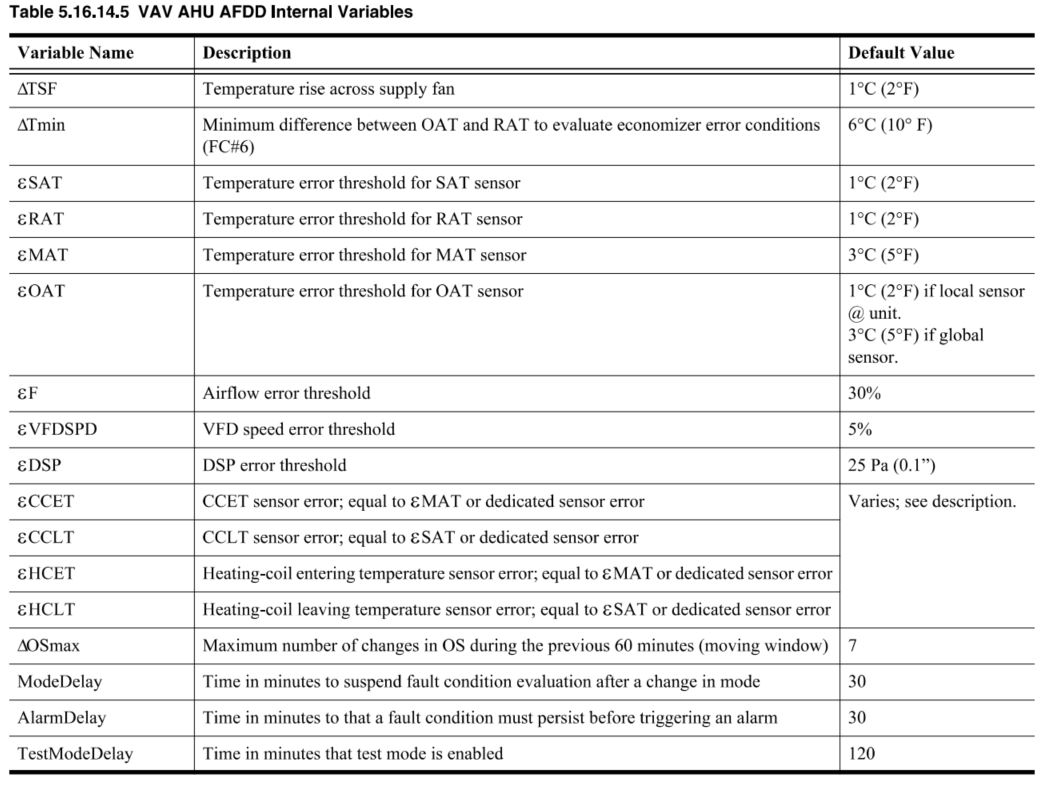 Table 5.16.14.5 VAV AHU AFDD Internal Variables
Variable Name Description Default Value
ΔTSF Temperature rise across supply fan 1°C (2°F)
ΔTmin Minimum difference between OAT and RAT to evaluate economizer error conditions 6°C (10° F)
(FC#6)
εSAT Temperature error threshold for SAT sensor 1°C (2°F)
εRAT Temperature error threshold for RAT sensor 1°C (2°F)
εMAT Temperature error threshold for MAT sensor 3°C (5°F)
εOAT Temperature error threshold for OAT sensor 1°C (2°F) if local sensor
@ unit.
3°C (5°F) if global
sensor.
εF Airflow error threshold 30%
εVFDSPD VFD speed error threshold 5%
εDSP DSP error threshold 25 Pa (0.1”)
εCCET CCET sensor error; equal to εMAT or dedicated sensor error Varies; see description.
εCCLT CCLT sensor error; equal to εSAT or dedicated sensor error
εHCET Heating-coil entering temperature sensor error; equal to εMAT or dedicated sensor error
εHCLT Heating-coil leaving temperature sensor error; equal to εSAT or dedicated sensor error
ΔOSmax Maximum number of changes in OS during the previous 60 minutes (moving window) 7
ModeDelay Time in minutes to suspend fault condition evaluation after a change in mode 30
AlarmDelay Time in minutes to that a fault condition must persist before triggering an alarm 30
TestModeDelay Time in minutes that test mode is enabled 120